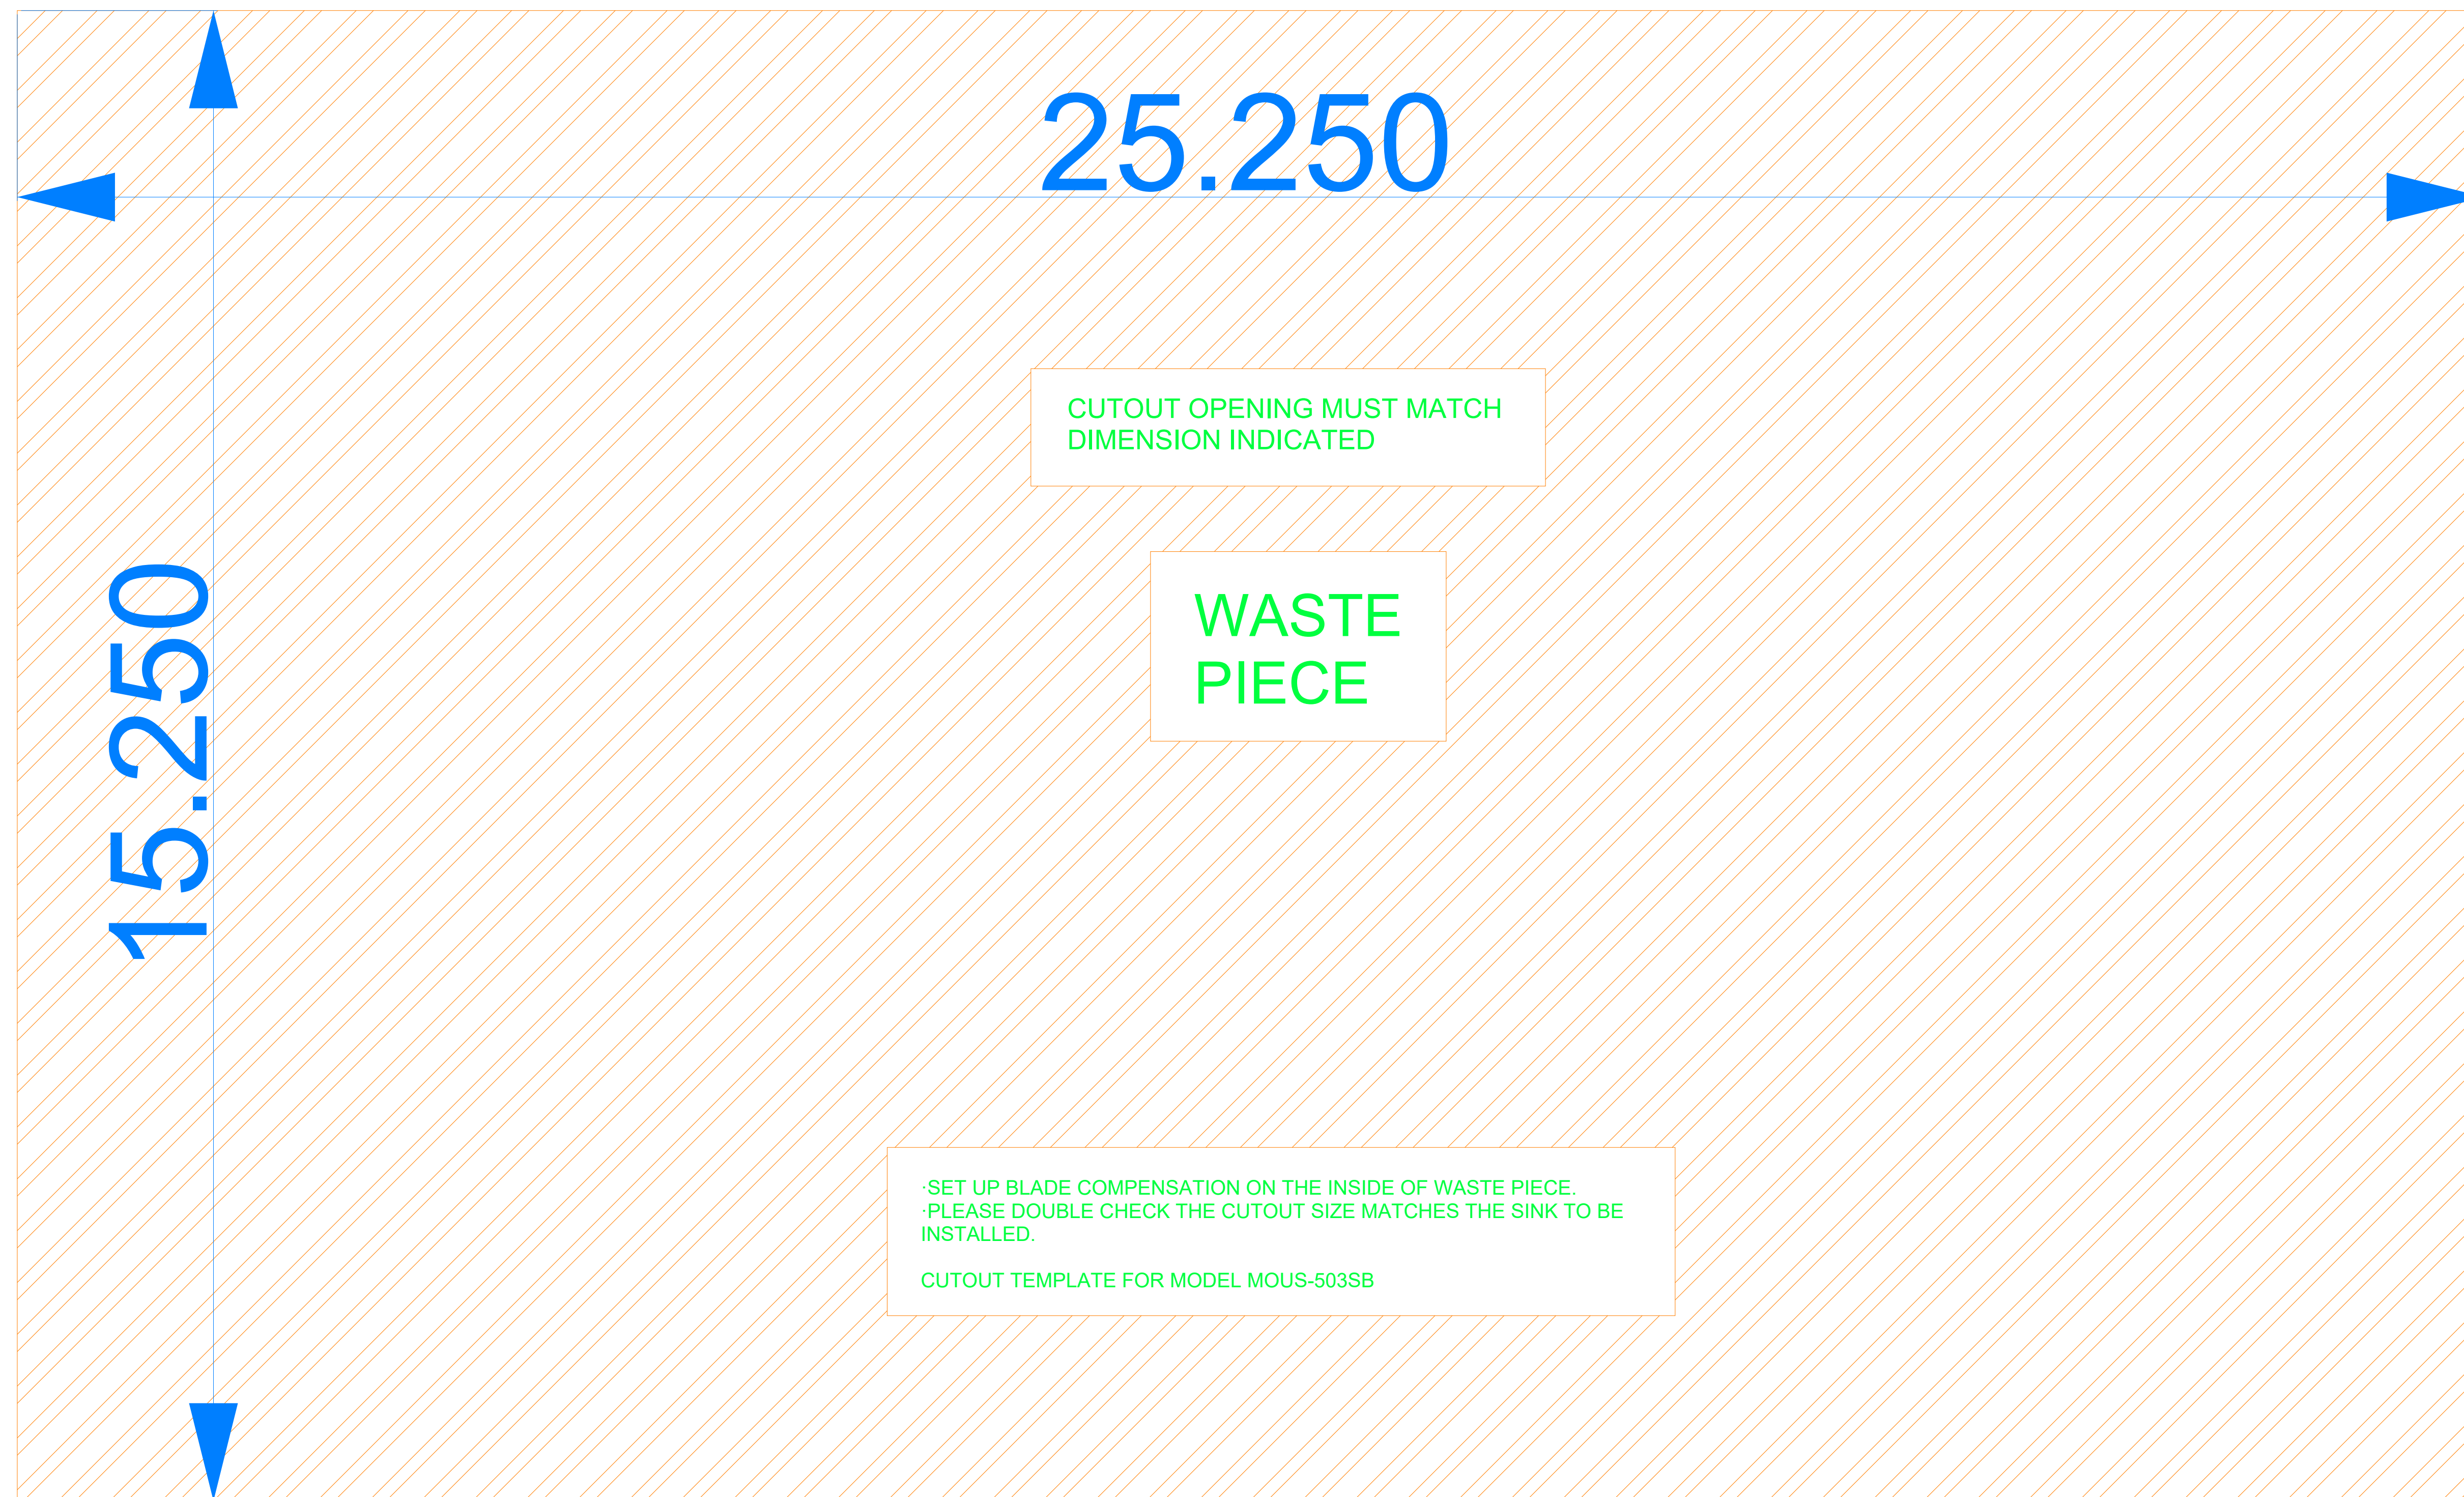 25.250
CUTOUT OPENING MUST MATCH
DIMENSION INDICATED
15.250
WASTE
PIECE
·SET UP BLADE COMPENSATION ON THE INSIDE OF WASTE PIECE.
·PLEASE DOUBLE CHECK THE CUTOUT SIZE MATCHES THE SINK TO BE
INSTALLED.
CUTOUT TEMPLATE FOR MODEL MOUS-503SB